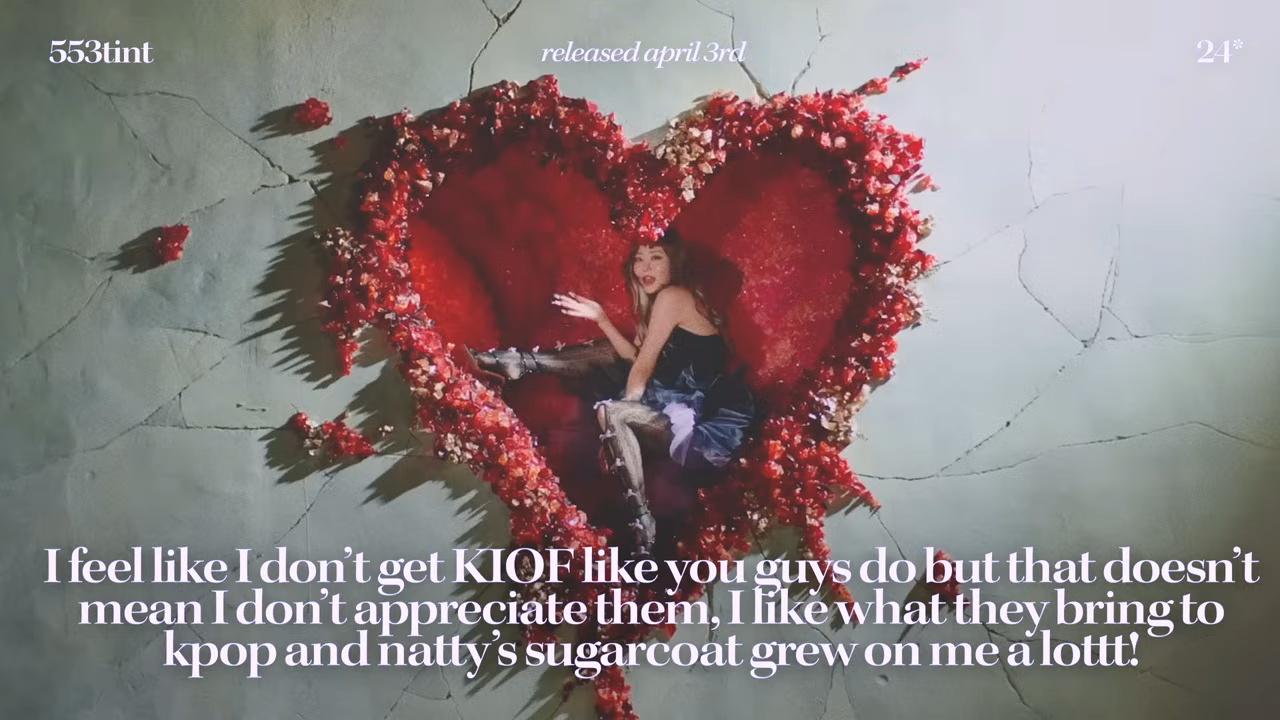 553tint
released april 3rd
24*
I feel like I don't get KIOF like you guys do but that doesn't
mean I don't appreciate them, I like what they bring to
kpop and natty's sugarcoat grew on me a lottt!